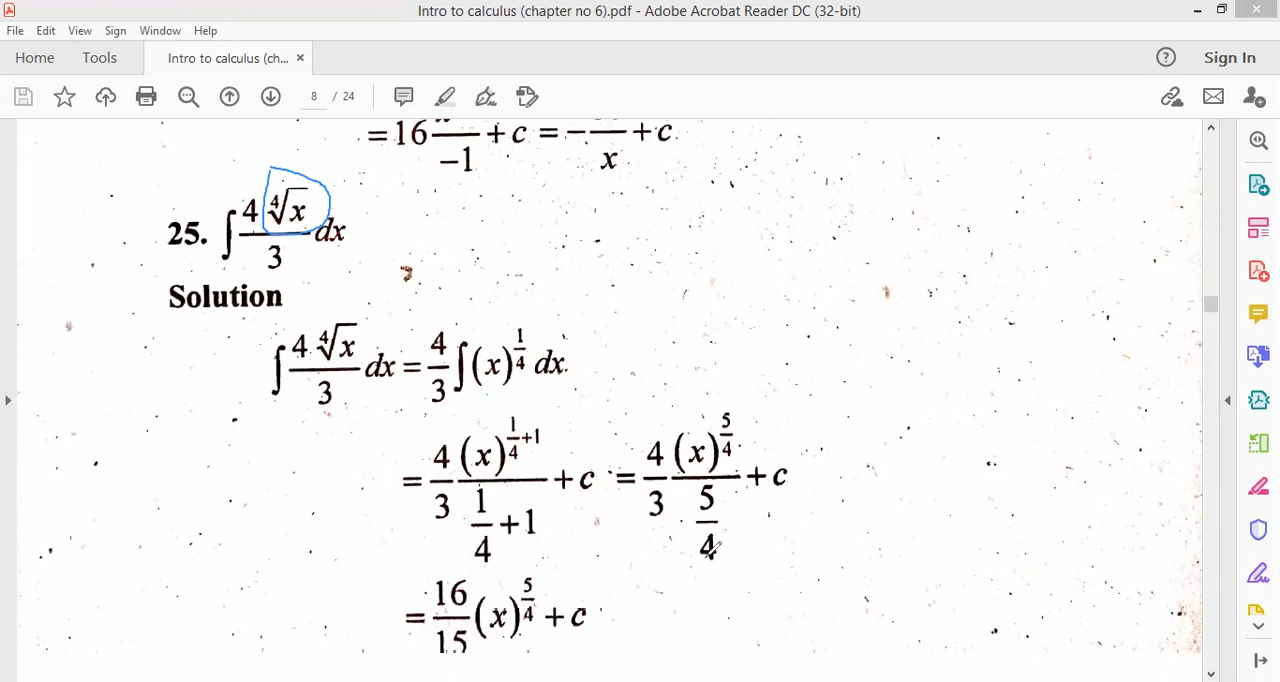 Intro to calculus (chapter no 6).pdf - Adobe Acrobat Reader DC (32-bit)
File Edit View Sign Window Help
Home Tools Intro to calculus (ch... × Sign In
8 / 24
= 16 ―/−1 + c = − ―/x + c.
25. ∫ 4 ∜x / 3 dx
Solution
∫ 4 ∜x / 3 dx = 4/3 ∫ (x)^(1/4) dx.
= 4/3 (x)^(1/4 + 1) / (1/4 + 1) + c = 4/3 (x)^(5/4) / (5/4) + c
= 16/15 (x)^(5/4) + c